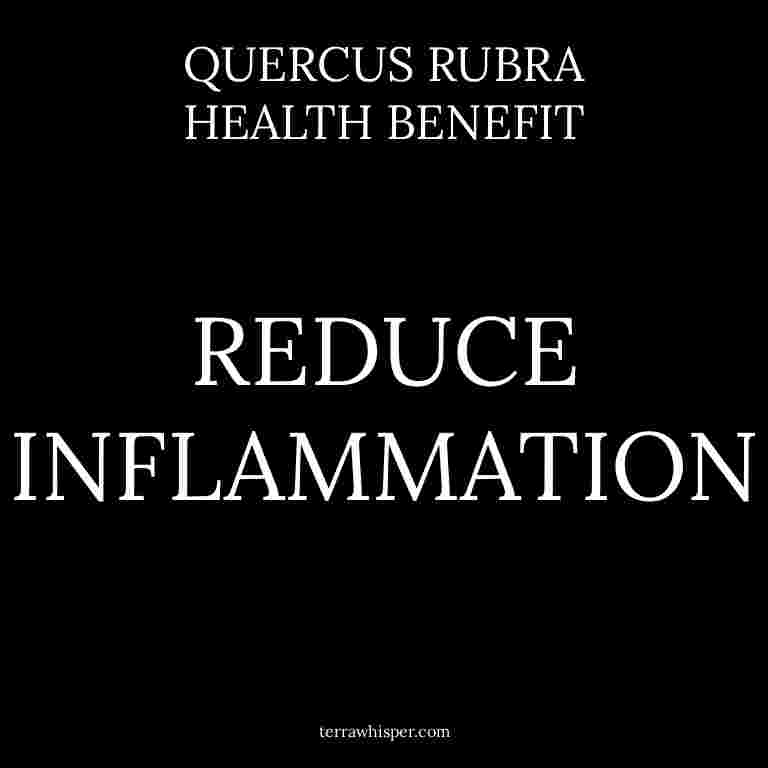 QUERCUS RUBRA
HEALTH BENEFIT
REDUCE
INFLAMMATION
terrawhisper.com